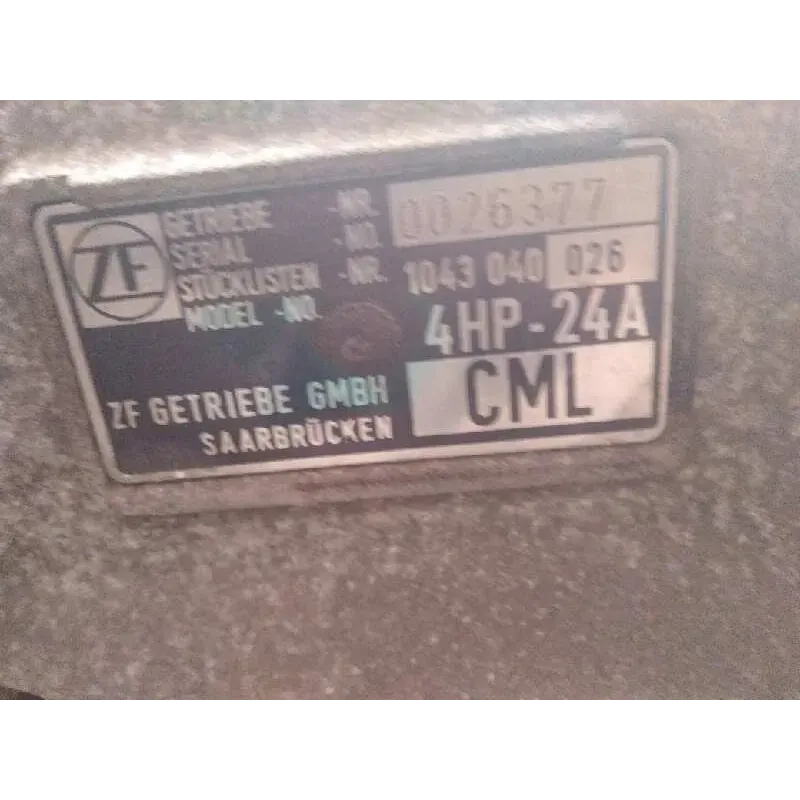 ZF
GETRIEBE -NR. 0026377
SERIAL -NO.
STÜCKLISTEN -NR. 1043 040 026
MODEL -NO.
4HP-24A
ZF GETRIEBE GMBH CML
SAARBRÜCKEN